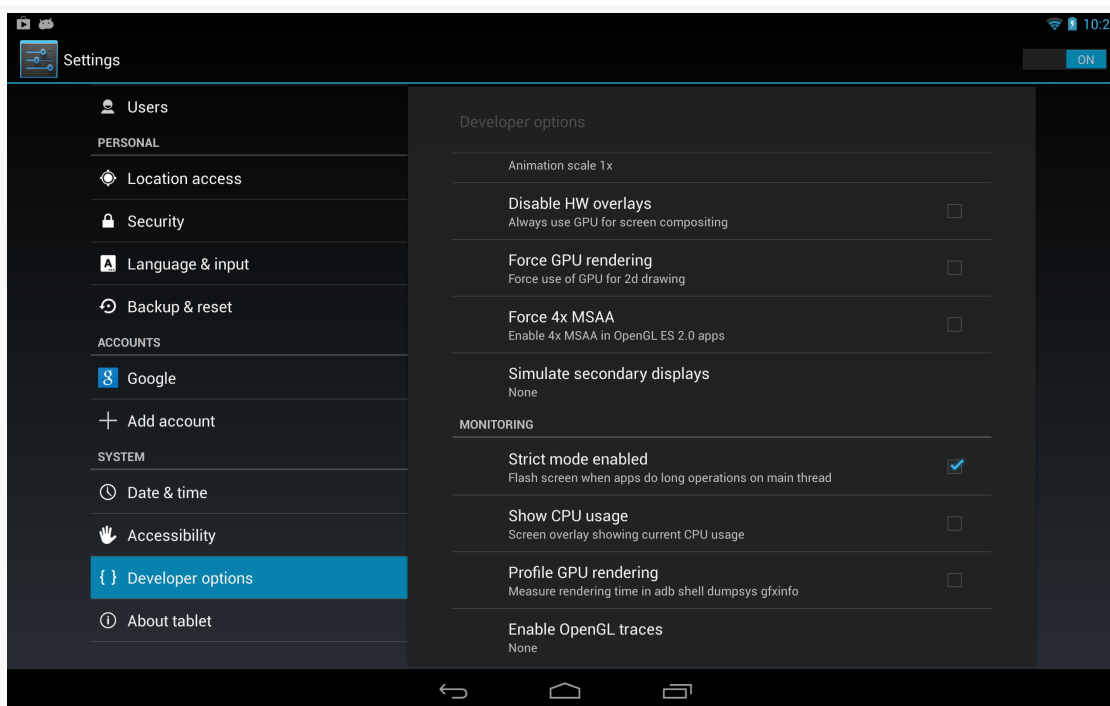 10:2
Settings
ON
Users
PERSONAL
Location access
Security
Language & input
Backup & reset
ACCOUNTS
Google
Add account
SYSTEM
Date & time
Accessibility
Developer options
About tablet
Developer options
Animation scale 1x
Disable HW overlays
Always use GPU for screen compositing
Force GPU rendering
Force use of GPU for 2d drawing
Force 4x MSAA
Enable 4x MSAA in OpenGL ES 2.0 apps
Simulate secondary displays
None
MONITORING
Strict mode enabled
Flash screen when apps do long operations on main thread
Show CPU usage
Screen overlay showing current CPU usage
Profile GPU rendering
Measure rendering time in adb shell dumpsys gfxinfo
Enable OpenGL traces
None